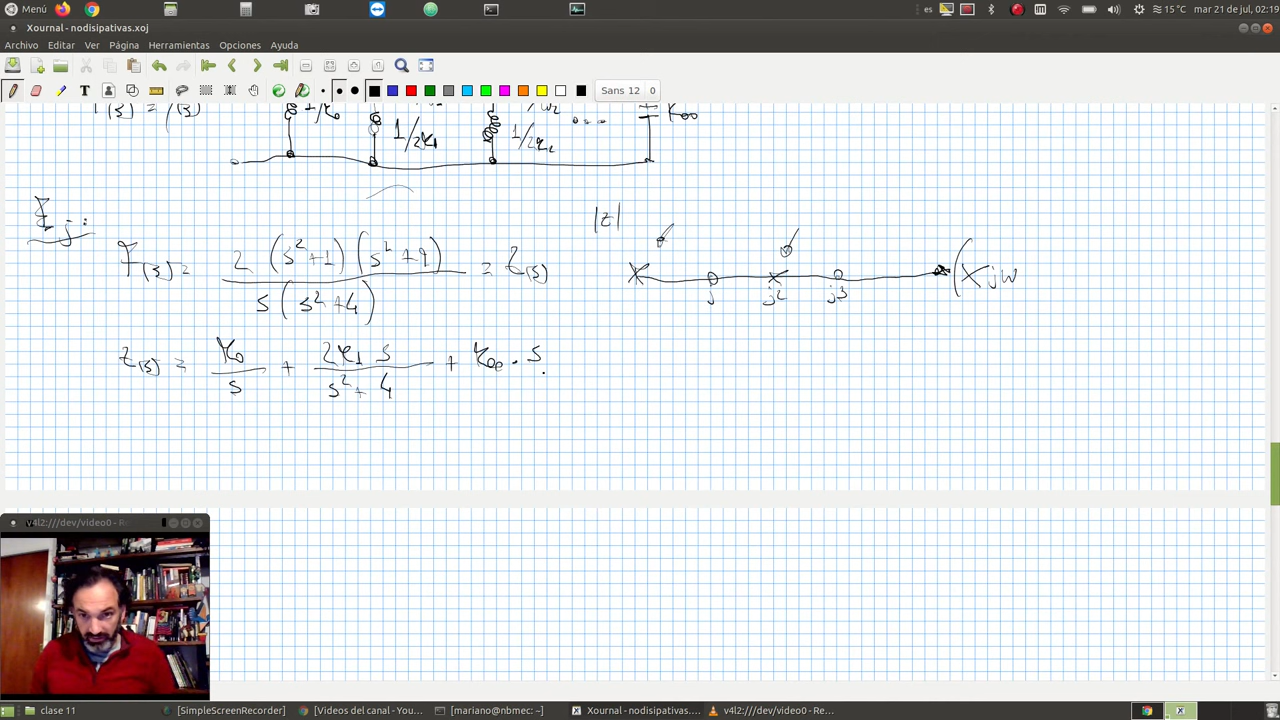 Menú
es
15 °C mar 21 de jul, 02:19
Xournal - nodisipativas.xoj
Archivo Editar Ver Página Herramientas Opciones Ayuda
Sans 12 0
1/2k1
1/2k2
k∞
Ej:
F(s) = 2 (s²+1) (s²+9) / s (s²+4) = Z(s)
|z|
j j2 j3 jω
Z(s) = k0 / s + 2k1 s / s²+4 + k∞ · s
v4l2:///dev/video0 - Re...
clase 11
[SimpleScreenRecorder]
[Videos del canal - You...
[mariano@nbmec: ~]
Xournal - nodisipativas....
v4l2:///dev/video0 - Re...